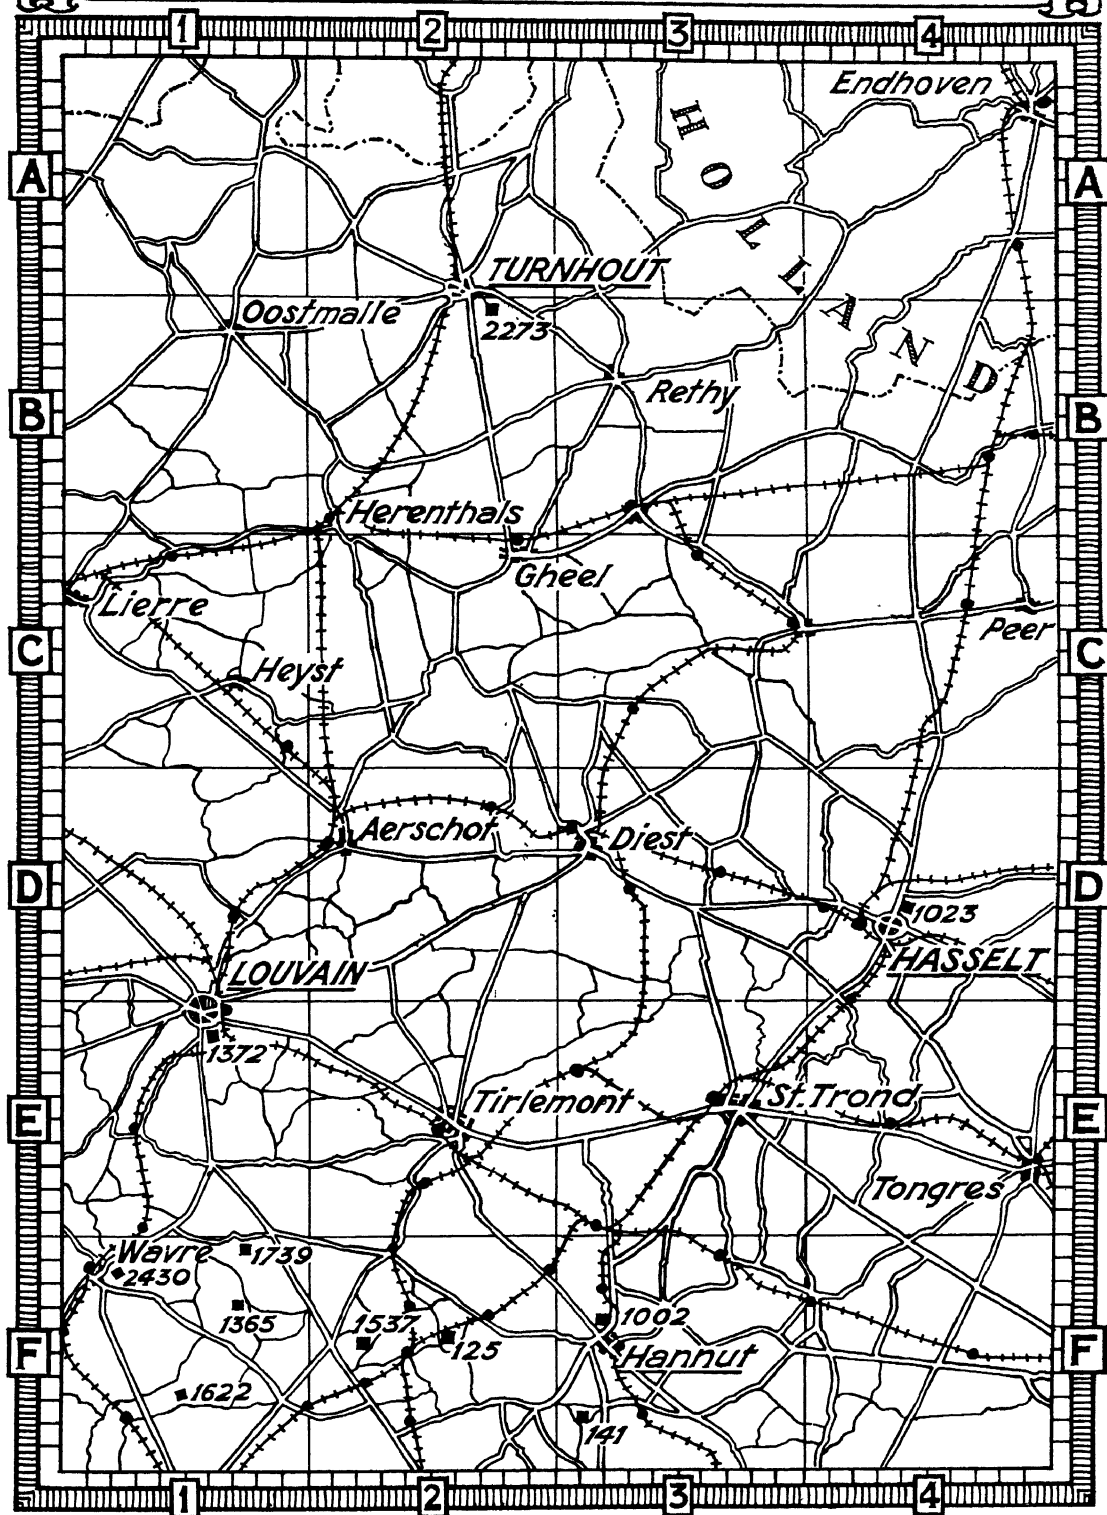 1 2 3 4
Endhoven
A A
HOLLAND
TURNHOUT
Oostmalle
2273
Rethy
B B
Herenthals
Gheel
Lierre
Peer
C C
Heyst
Aerschot
Diest
D D
1023
HASSELT
LOUVAIN
1372
Tirlemont
St. Trond
E E
Tongres
Wavre
1739
2430
1365
1537
1002
125
F F
Hannut
1622
141
1 2 3 4